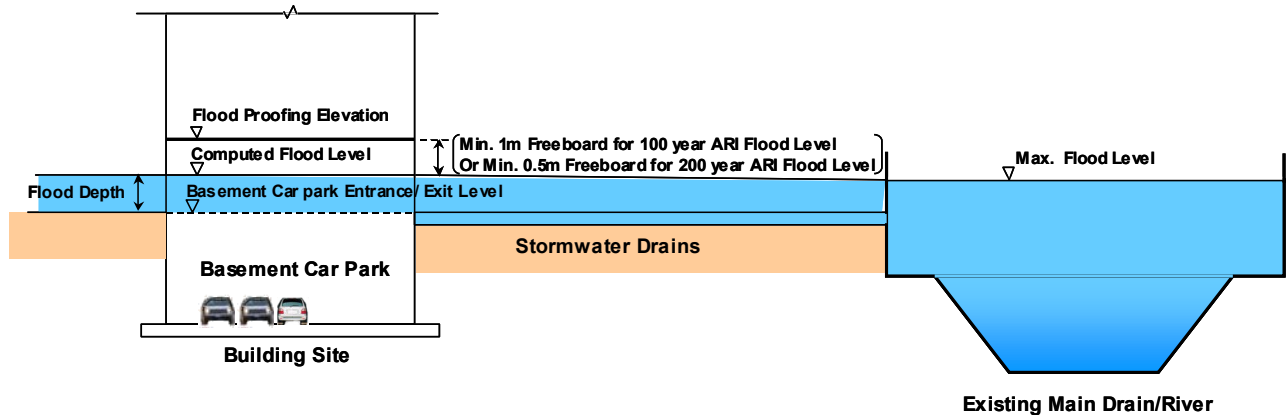 Flood Proofing Elevation
(Min. 1m Freeboard for 100 year ARI Flood Level
Or Min. 0.5m Freeboard for 200 year ARI Flood Level)
Computed Flood Level
Max. Flood Level
Flood Depth
Basement Car park Entrance/ Exit Level
Stormwater Drains
Basement Car Park
Building Site
Existing Main Drain/River